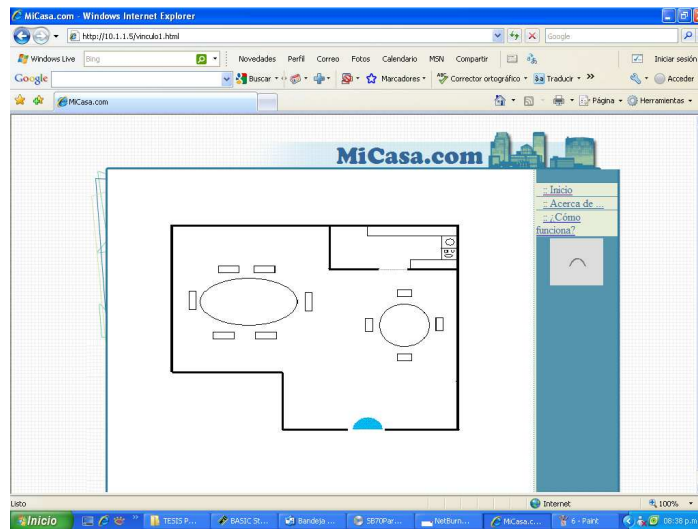 MiCasa.com - Windows Internet Explorer
http://10.1.1.5/vinculo1.html
Google
Windows Live Bing Novedades Perfil Correo Fotos Calendario MSN Compartir Iniciar sesión
Google Buscar Marcadores Corrector ortográfico Traducir Acceder
MiCasa.com Página Herramientas
MiCasa.com
:: Inicio
:: Acerca de ...
:: ¿Cómo
funciona?
Listo Internet 100%
Inicio TESIS P... BASIC St... Bandeja ... SB70Par... NetBurn... MiCasa.c... 6 - Paint 08:38 p.m.